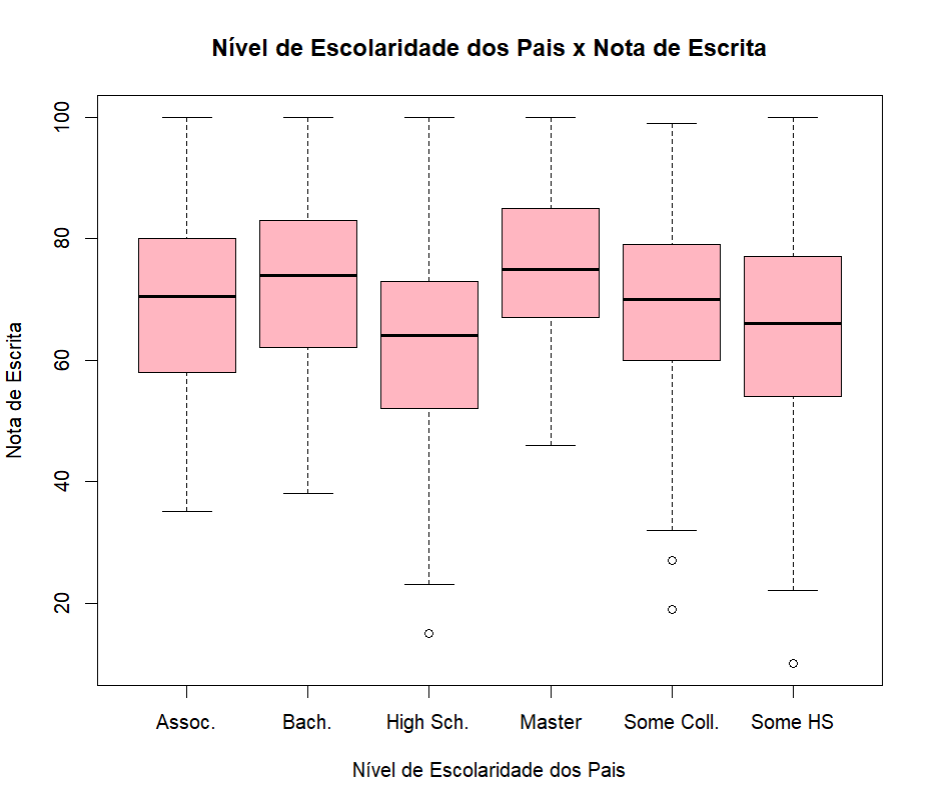 Nível de Escolaridade dos Pais x Nota de Escrita
Nota de Escrita
100
80
60
40
20
Assoc. Bach. High Sch. Master Some Coll. Some HS
Nível de Escolaridade dos Pais